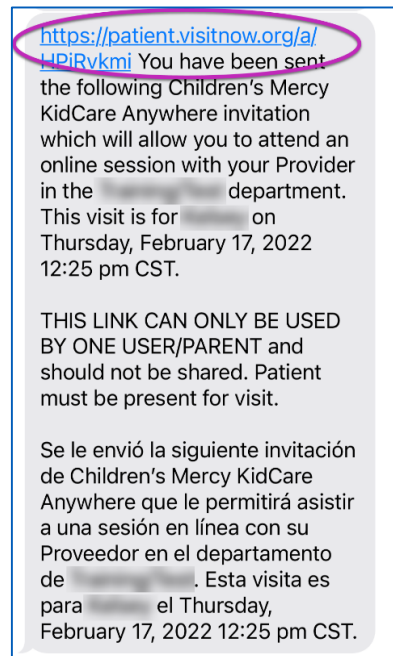 https://patient.visitnow.org/a/
HPjRvkmi You have been sent
the following Children's Mercy
KidCare Anywhere invitation
which will allow you to attend an
online session with your Provider
in the department.
This visit is for on
Thursday, February 17, 2022
12:25 pm CST.
THIS LINK CAN ONLY BE USED
BY ONE USER/PARENT and
should not be shared. Patient
must be present for visit.
Se le envió la siguiente invitación
de Children's Mercy KidCare
Anywhere que le permitirá asistir
a una sesión en línea con su
Proveedor en el departamento
de . Esta visita es
para el Thursday,
February 17, 2022 12:25 pm CST.